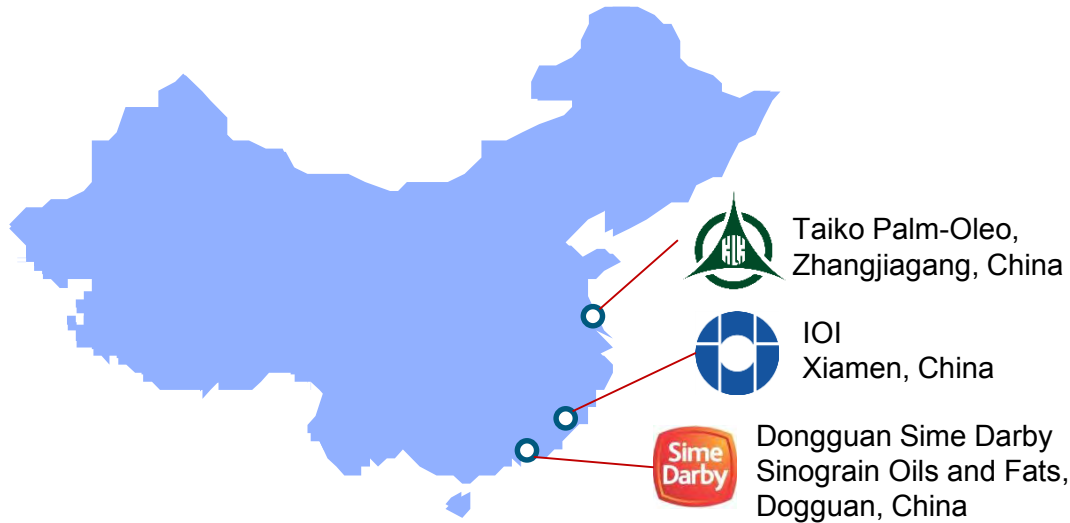 KLK
Taiko Palm-Oleo,
Zhangjiagang, China
IOI
Xiamen, China
Sime
Darby
Dongguan Sime Darby
Sinograin Oils and Fats,
Dogguan, China